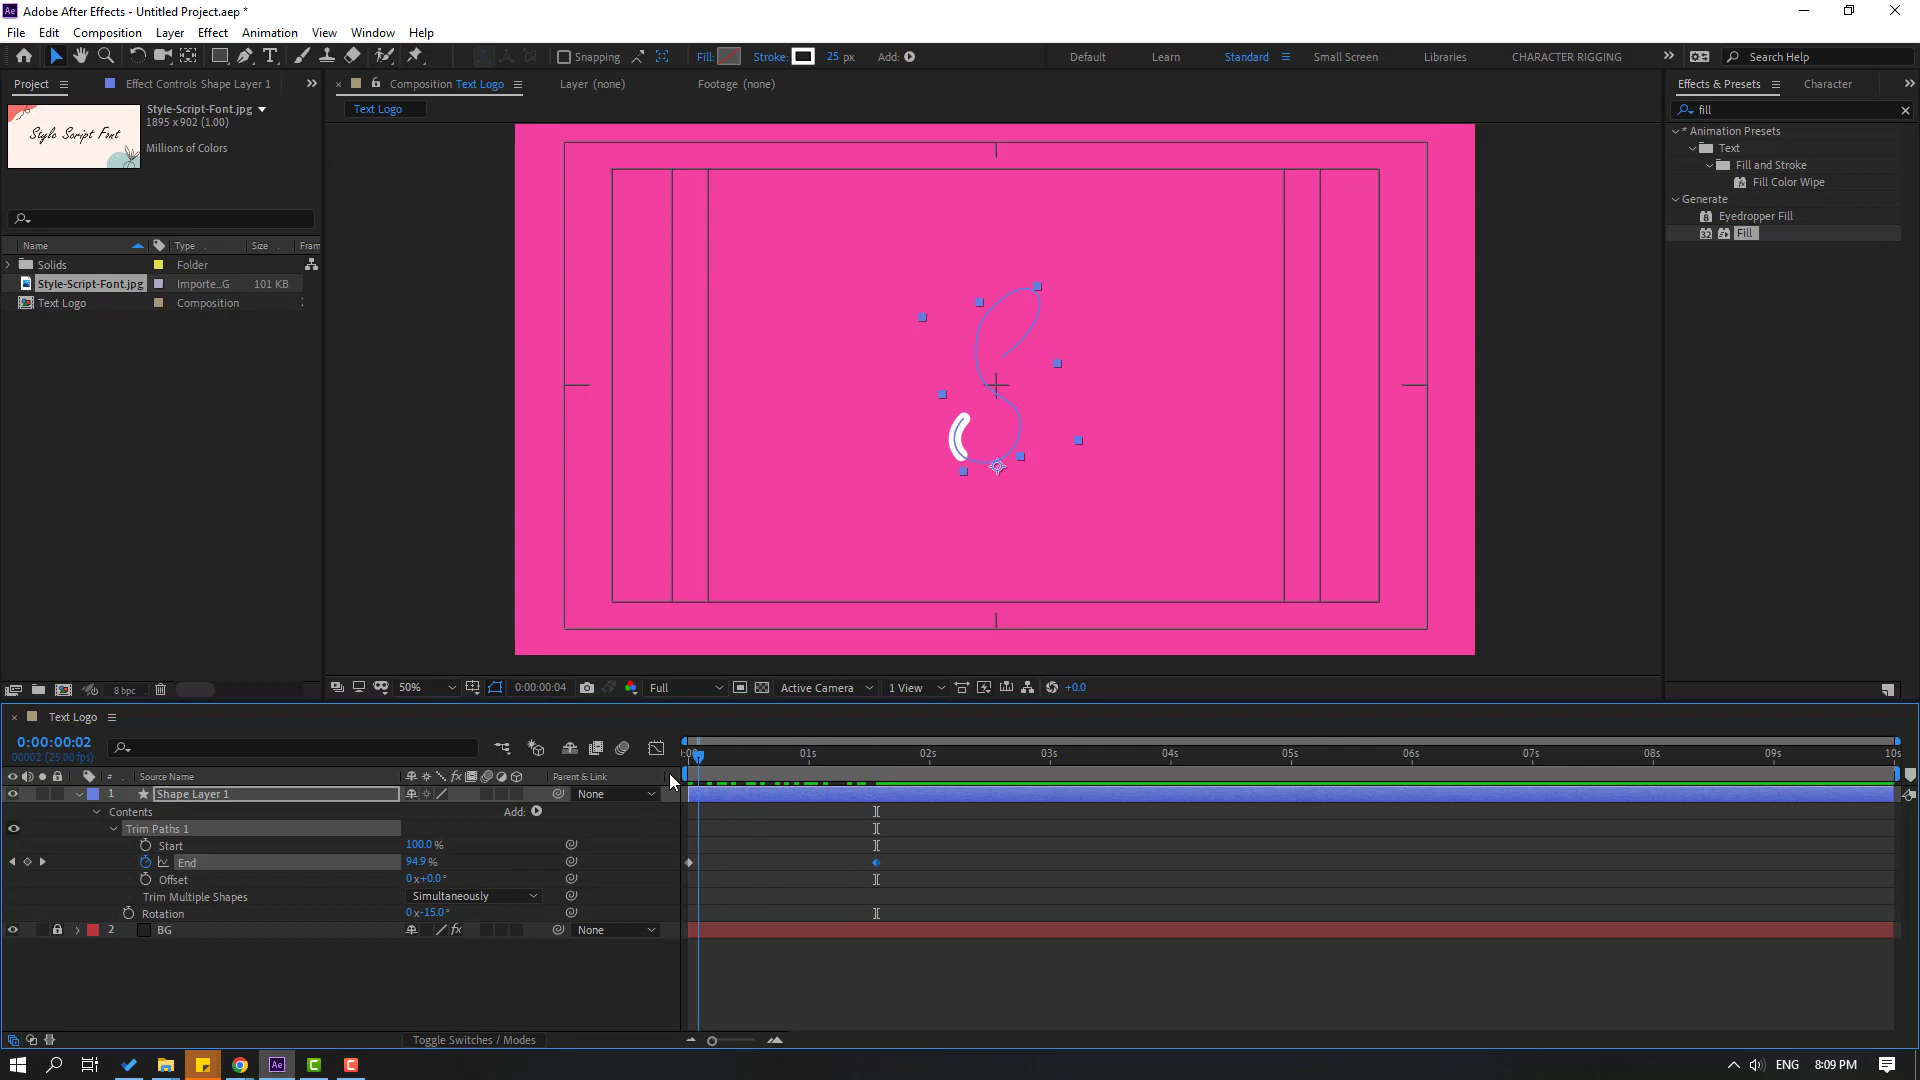 Adobe After Effects - Untitled Project.aep *
File Edit Composition Layer Effect Animation View Window Help
Snapping Fill: Stroke: 25 px Add: Default Learn Standard Small Screen Libraries CHARACTER RIGGING Search Help
Project Effect Controls Shape Layer 1 Composition Text Logo Layer (none) Footage (none) Effects & Presets Character
Style-Script-Font.jpg
1895 x 902 (1.00)
Millions of Colors
Style Script Font
Text Logo
fill
* Animation Presets
Text
Fill and Stroke
Fill Color Wipe
Generate
Eyedropper Fill
32 Fill
Name Type Size Fram
Solids Folder
Style-Script-Font.jpg Importe...G 101 KB
Text Logo Composition
8 bpc
50% 0:00:00:04 Full Active Camera 1 View +0.0
Text Logo
0:00:00:02
00002 (25.00 fps)
01s 02s 03s 04s 05s 06s 07s 08s 09s 10s
# Source Name Parent & Link
1 Shape Layer 1 None
Contents Add:
Trim Paths 1
Start 100.0 %
End 94.9 %
Offset 0 x+0.0°
Trim Multiple Shapes Simultaneously
Rotation 0 x-15.0°
2 BG None
Toggle Switches / Modes
ENG 8:09 PM